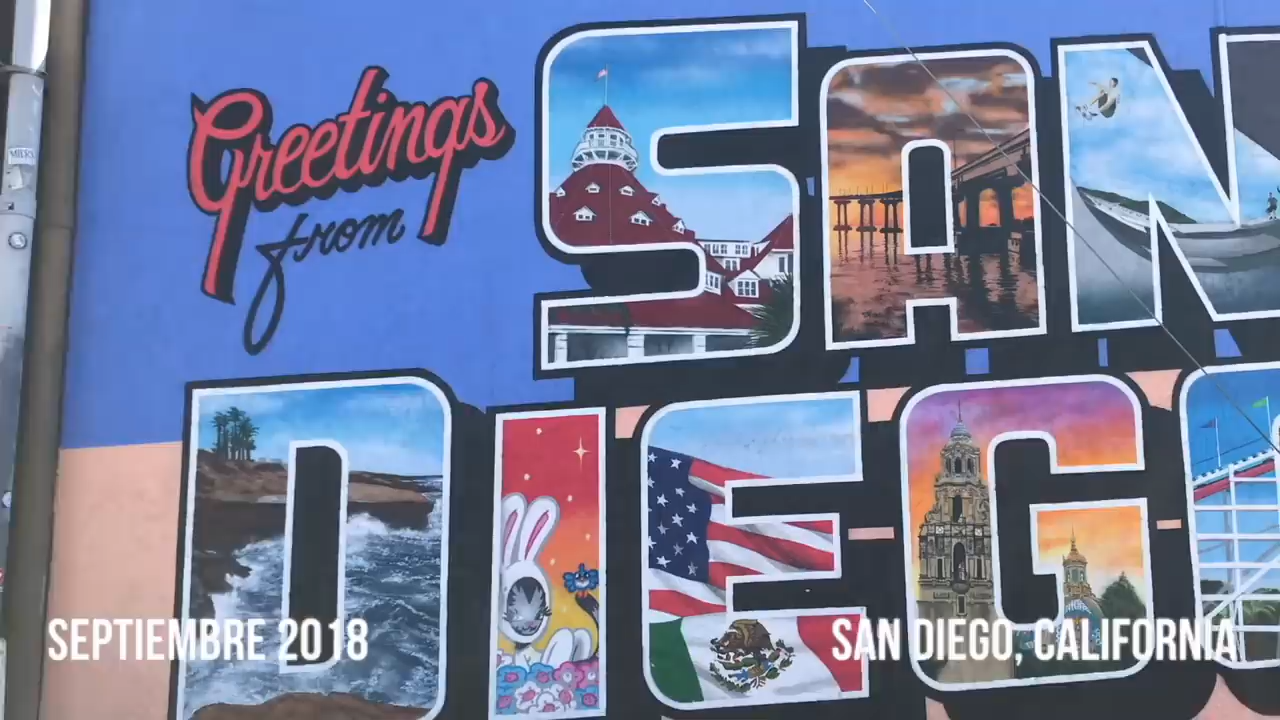 Greetings
from
SAN
DIEGO
SEPTIEMBRE 2018
SAN DIEGO, CALIFORNIA